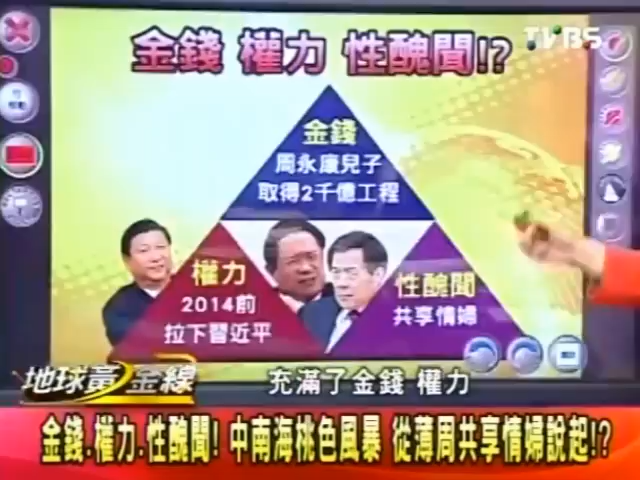 金錢 權力 性醜聞!?
TVBS
金錢
周永康兒子
取得2千億工程
權力
2014前
拉下習近平
性醜聞
共享情婦
地球黃金線
充滿了金錢 權力
金錢.權力.性醜聞! 中南海桃色風暴 從薄周共享情婦說起!?